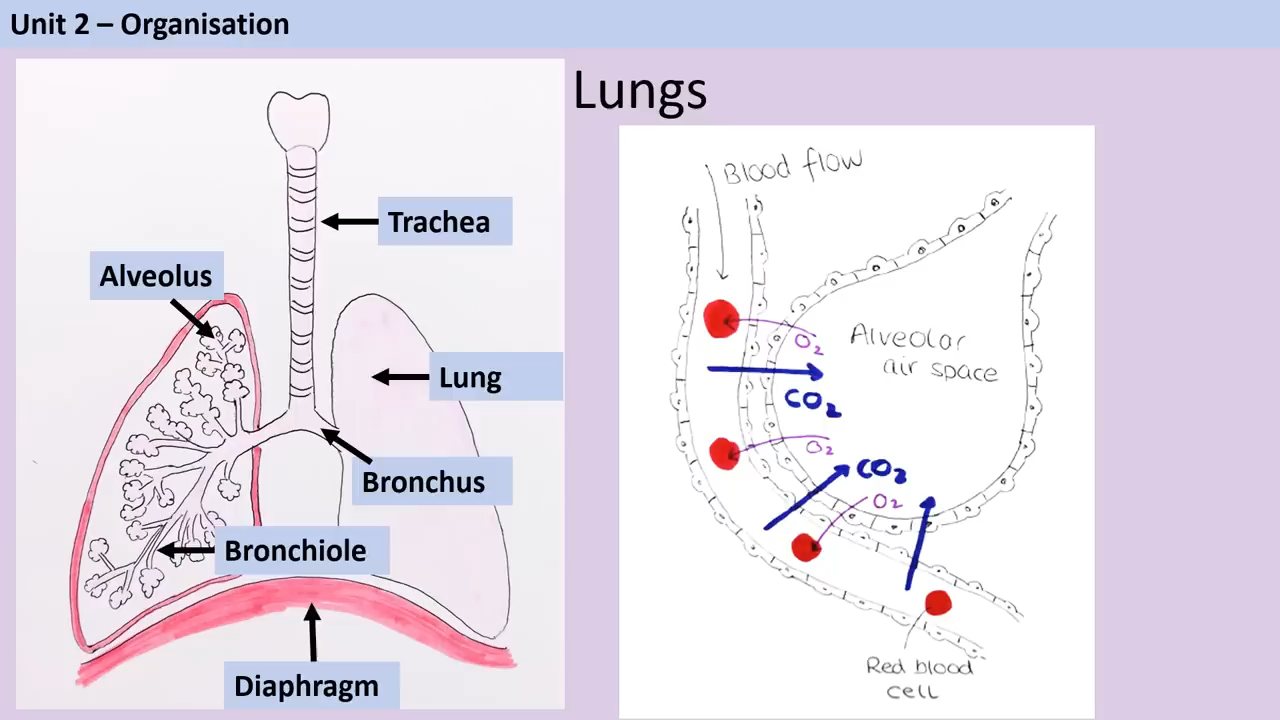 Unit 2 – Organisation
Lungs
Trachea
Alveolus
Lung
Bronchus
Bronchiole
Diaphragm
Blood flow
O₂
Alveolar
air space
CO₂
O₂
CO₂
O₂
Red blood
cell